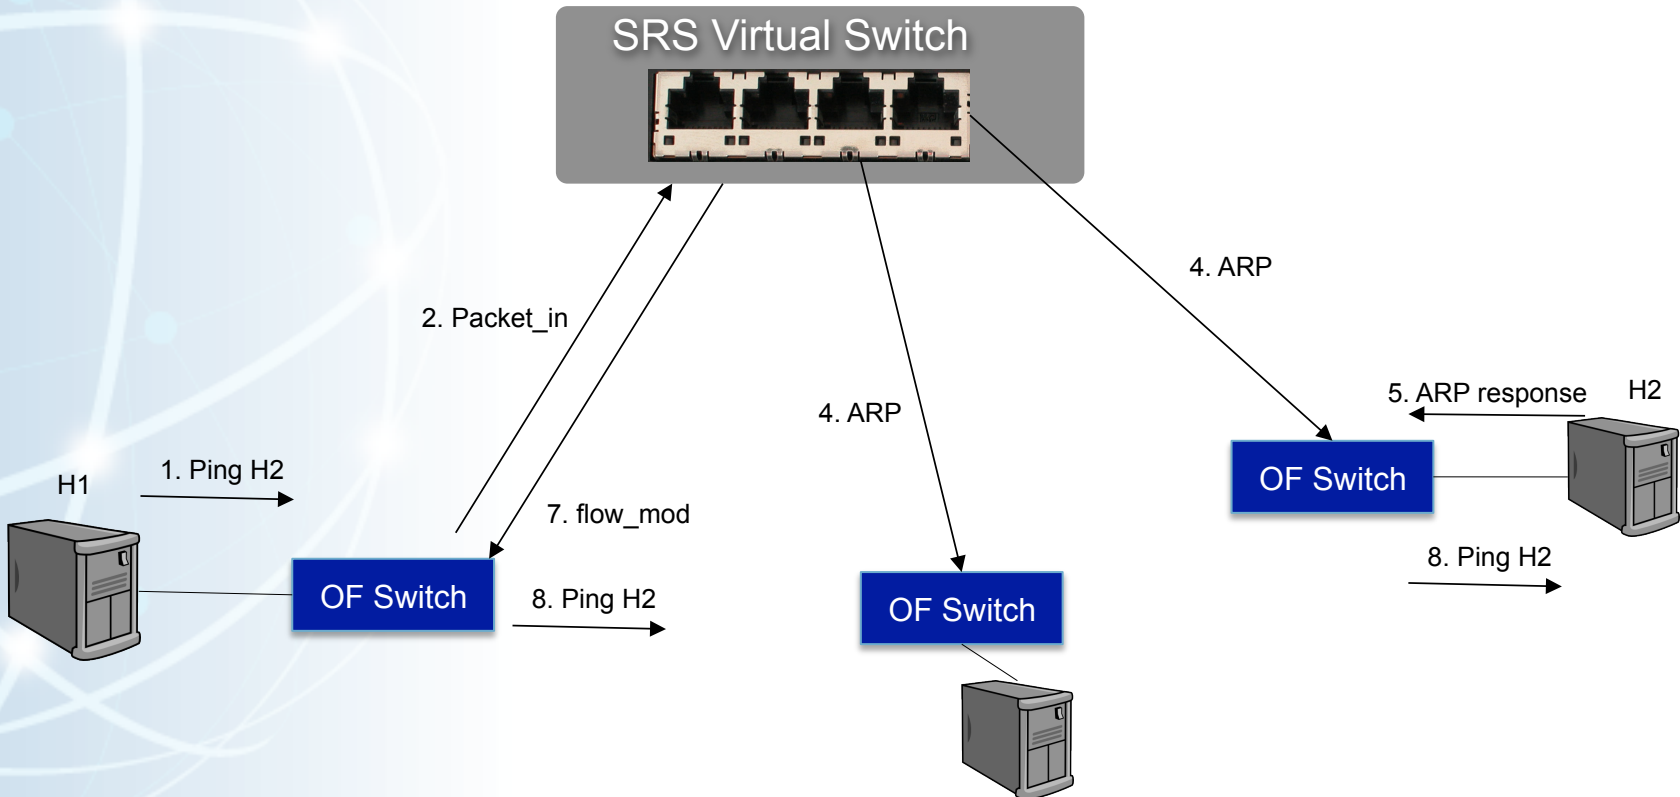 SRS Virtual Switch
4. ARP
2. Packet_in
5. ARP response
H2
4. ARP
1. Ping H2
H1
OF Switch
7. flow_mod
8. Ping H2
OF Switch
8. Ping H2
OF Switch